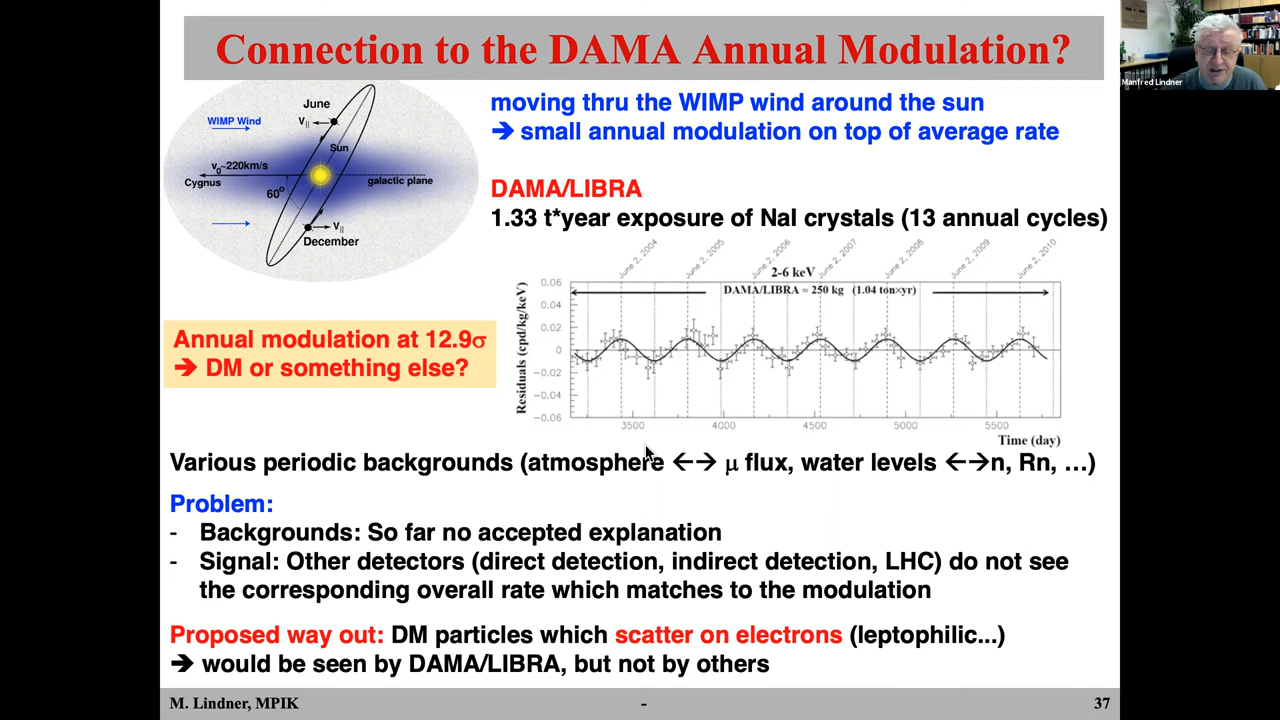 Connection to the DAMA Annual Modulation?
Manfred Lindner
June
WIMP Wind
V||
Sun
v0~220km/s
Cygnus
galactic plane
60°
V||
December
moving thru the WIMP wind around the sun
➔ small annual modulation on top of average rate
DAMA/LIBRA
1.33 t*year exposure of NaI crystals (13 annual cycles)
June 2, 2004
June 2, 2005
June 2, 2006
June 2, 2007
June 2, 2008
June 2, 2009
June 2, 2010
2-6 keV
DAMA/LIBRA ≈ 250 kg (1.04 ton×yr)
Residuals (cpd/kg/keV)
0.06
0.04
0.02
0
-0.02
-0.04
-0.06
3500 4000 4500 5000 5500
Time (day)
Annual modulation at 12.9σ
➔ DM or something else?
Various periodic backgrounds (atmosphere ←→ μ flux, water levels ←→n, Rn, …)
Problem:
- Backgrounds: So far no accepted explanation
- Signal: Other detectors (direct detection, indirect detection, LHC) do not see
the corresponding overall rate which matches to the modulation
Proposed way out: DM particles which scatter on electrons (leptophilic...)
➔ would be seen by DAMA/LIBRA, but not by others
M. Lindner, MPIK
-
37